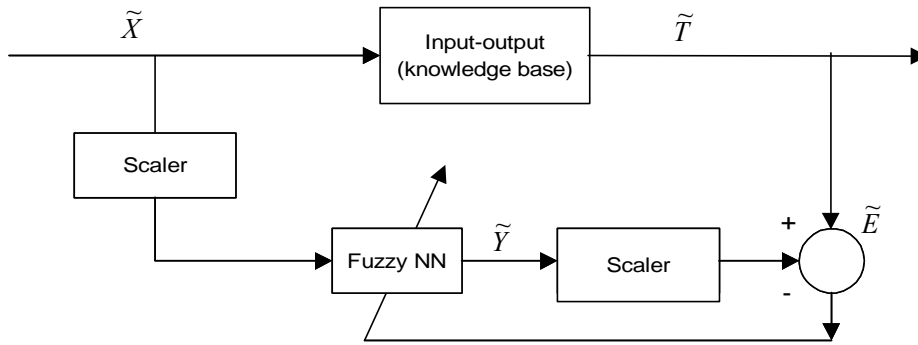 X̃
Input-output
(knowledge base)
T̃
Scaler
Fuzzy NN
Ỹ
Scaler
+
-
Ẽ